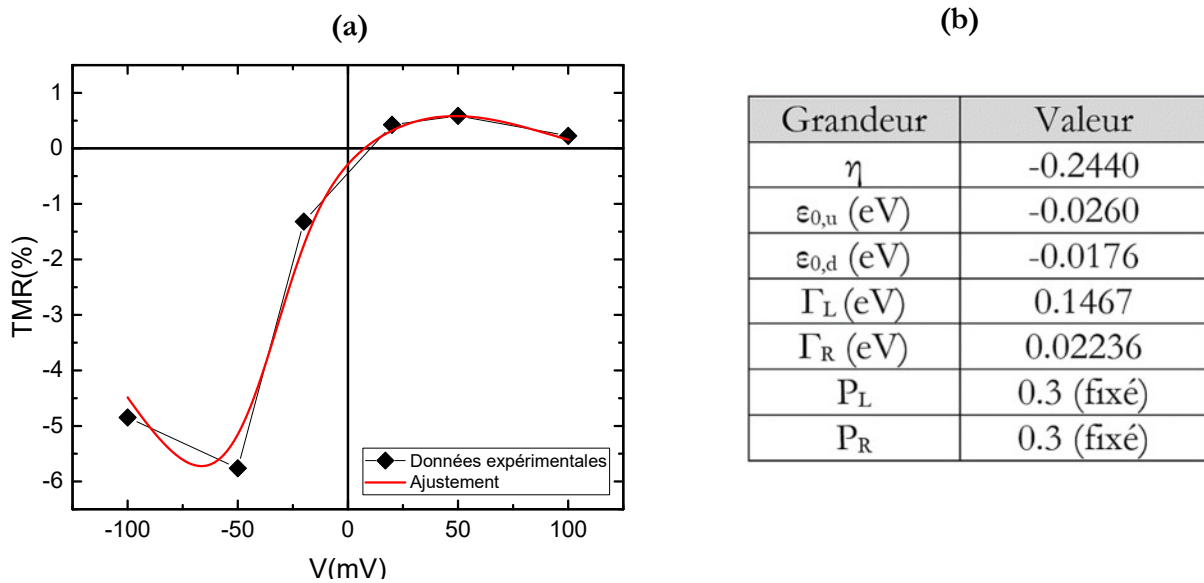 (a)
(b)
1
0
-1
-2
-3
-4
-5
-6
TMR(%)
-100 -50 0 50 100
V(mV)
Données expérimentales
Ajustement
Grandeur Valeur
η -0.2440
ε0,u (eV) -0.0260
ε0,d (eV) -0.0176
ΓL (eV) 0.1467
ΓR (eV) 0.02236
PL 0.3 (fixé)
PR 0.3 (fixé)